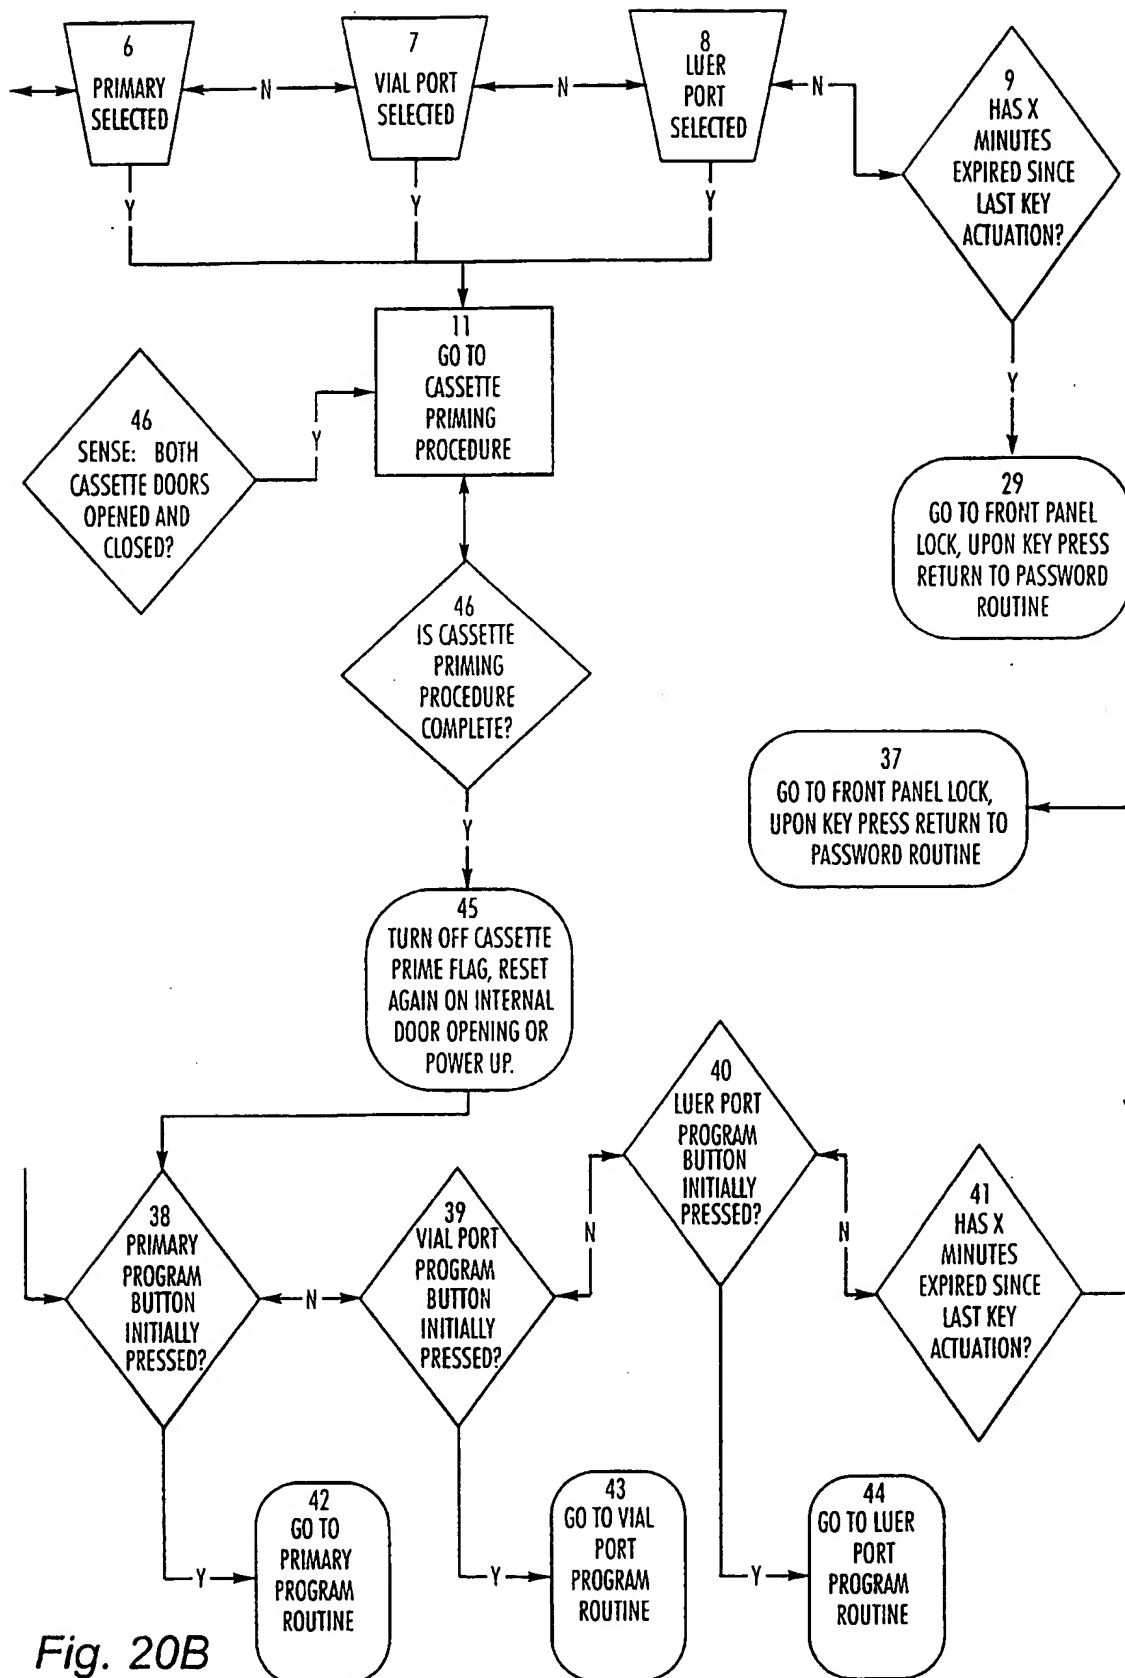 6
PRIMARY
SELECTED
N
7
VIAL PORT
SELECTED
N
8
LUER
PORT
SELECTED
N
9
HAS X
MINUTES
EXPIRED SINCE
LAST KEY
ACTUATION?
Y
Y
Y
Y
11
GO TO
CASSETTE
PRIMING
PROCEDURE
46
SENSE: BOTH
CASSETTE DOORS
OPENED AND
CLOSED?
Y
29
GO TO FRONT PANEL
LOCK, UPON KEY PRESS
RETURN TO PASSWORD
ROUTINE
46
IS CASSETTE
PRIMING
PROCEDURE
COMPLETE?
Y
37
GO TO FRONT PANEL LOCK,
UPON KEY PRESS RETURN TO
PASSWORD ROUTINE
45
TURN OFF CASSETTE
PRIME FLAG, RESET
AGAIN ON INTERNAL
DOOR OPENING OR
POWER UP.
38
PRIMARY
PROGRAM
BUTTON
INITIALLY
PRESSED?
N
39
VIAL PORT
PROGRAM
BUTTON
INITIALLY
PRESSED?
N
40
LUER PORT
PROGRAM
BUTTON
INITIALLY
PRESSED?
N
41
HAS X
MINUTES
EXPIRED SINCE
LAST KEY
ACTUATION?
Y
42
GO TO
PRIMARY
PROGRAM
ROUTINE
Y
43
GO TO VIAL
PORT
PROGRAM
ROUTINE
Y
44
GO TO LUER
PORT
PROGRAM
ROUTINE
Fig. 20B